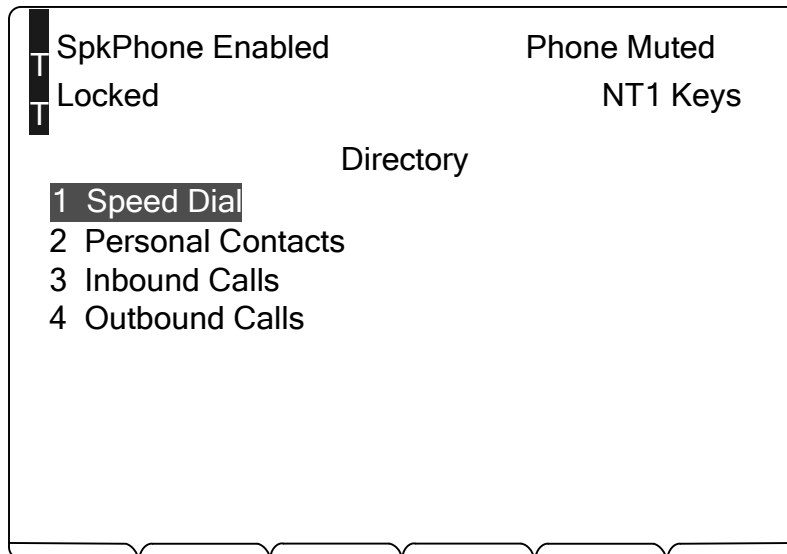 T SpkPhone Enabled Phone Muted
T Locked NT1 Keys
Directory
1 Speed Dial
2 Personal Contacts
3 Inbound Calls
4 Outbound Calls